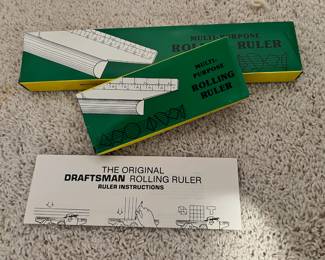 MULTI-PURPOSE
ROLLING RULER
MULTI-
PURPOSE
ROLLING
RULER
THE ORIGINAL
DRAFTSMAN ROLLING RULER
RULER INSTRUCTIONS